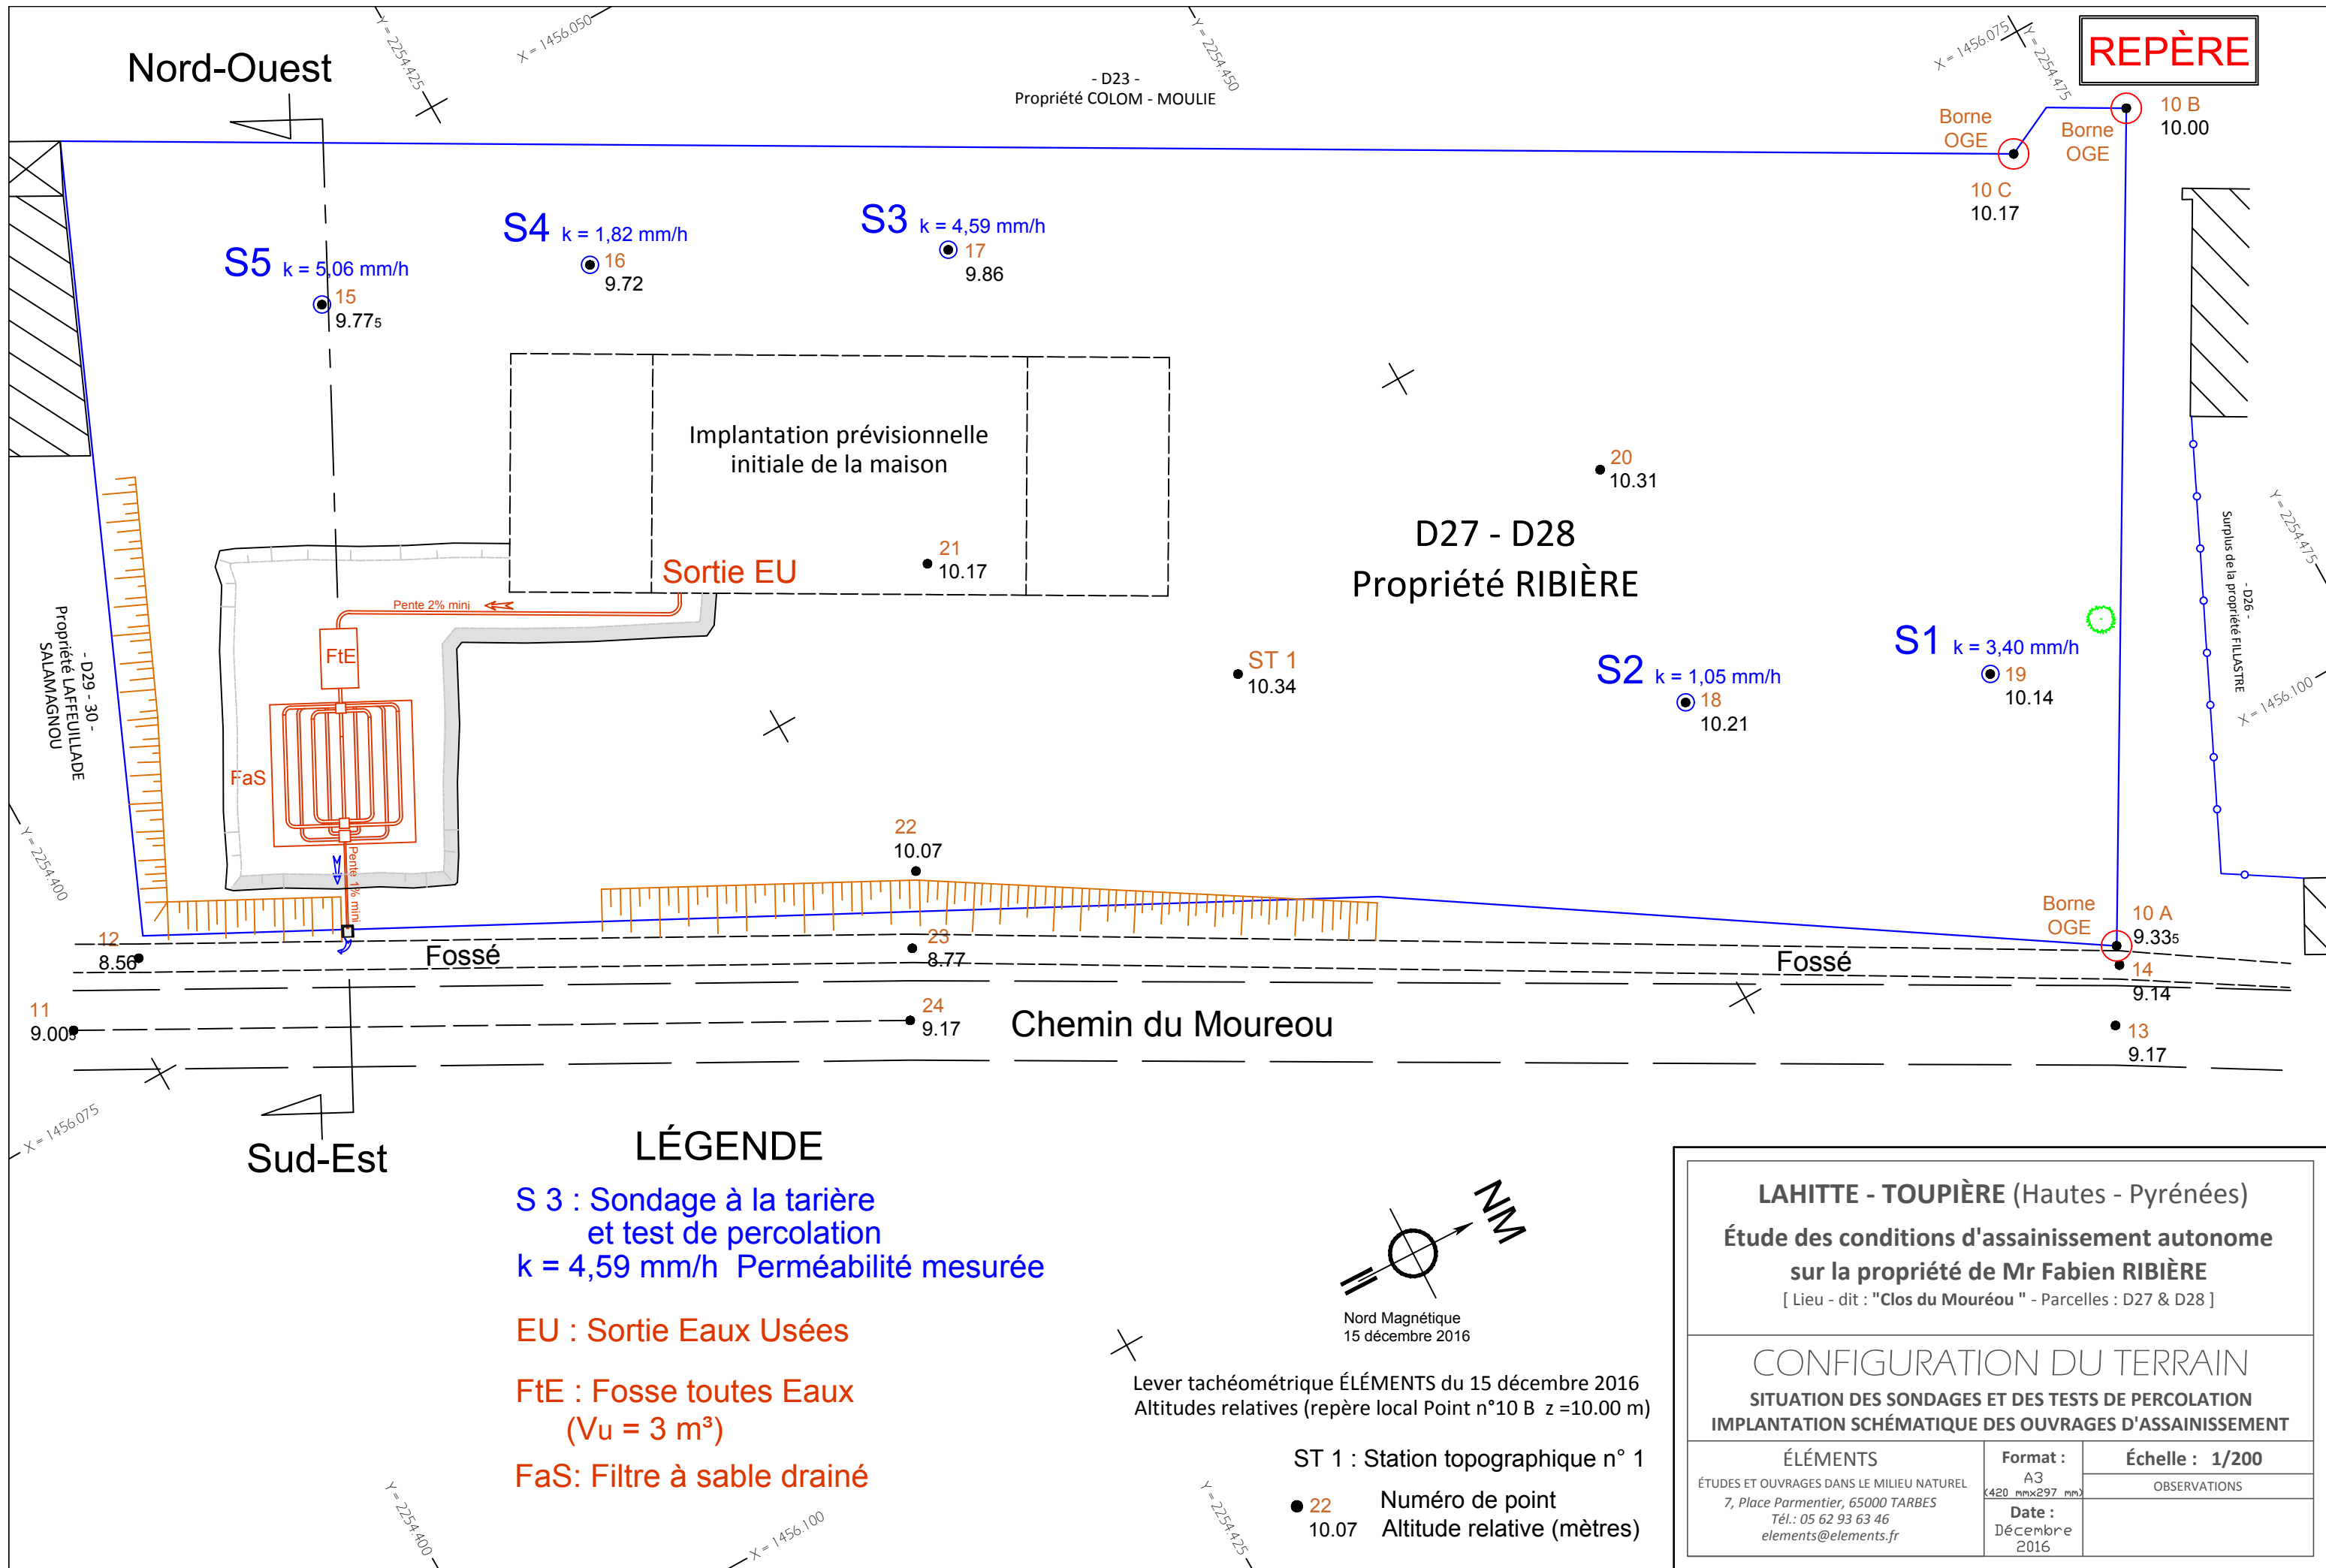 Nord-Ouest
Y = 2254.425
X = 1456.050
Y = 2254.450
- D23 -
Propriété COLOM - MOULIE
X = 1456.075
Y = 2254.475
REPÈRE
Borne
OGE
Borne
OGE
10 B
10.00
10 C
10.17
S5 k = 5,06 mm/h
15
9.775
S4 k = 1,82 mm/h
16
9.72
S3 k = 4,59 mm/h
17
9.86
Implantation prévisionnelle
initiale de la maison
20
10.31
D27 - D28
Propriété RIBIÈRE
21
10.17
Sortie EU
Pente 2% mini
FtE
FaS
Pente 1% mini
ST 1
10.34
S2 k = 1,05 mm/h
18
10.21
S1 k = 3,40 mm/h
19
10.14
- D26 -
Surplus de la propriété FILLASTRE
Y = 2254.475
X = 1456.100
- D29 - 30 -
Propriété LAFFEUILLADE
SALAMAGNOU
Y = 2254.400
22
10.07
12
8.56
Fossé
23
8.77
Fossé
Borne
OGE
10 A
9.335
14
9.14
11
9.005
24
9.17
Chemin du Moureou
13
9.17
X = 1456.075
Sud-Est
LÉGENDE
S 3 : Sondage à la tarière
et test de percolation
k = 4,59 mm/h Perméabilité mesurée
EU : Sortie Eaux Usées
FtE : Fosse toutes Eaux
(Vu = 3 m³)
FaS: Filtre à sable drainé
Y = 2254.400
X = 1456.100
Y = 2254.425
NM
Nord Magnétique
15 décembre 2016
Lever tachéométrique ÉLÉMENTS du 15 décembre 2016
Altitudes relatives (repère local Point n°10 B z =10.00 m)
ST 1 : Station topographique n° 1
22 Numéro de point
10.07 Altitude relative (mètres)
LAHITTE - TOUPIÈRE (Hautes - Pyrénées)
Étude des conditions d'assainissement autonome
sur la propriété de Mr Fabien RIBIÈRE
[ Lieu - dit : "Clos du Mouréou " - Parcelles : D27 & D28 ]
CONFIGURATION DU TERRAIN
SITUATION DES SONDAGES ET DES TESTS DE PERCOLATION
IMPLANTATION SCHÉMATIQUE DES OUVRAGES D'ASSAINISSEMENT
ÉLÉMENTS
ÉTUDES ET OUVRAGES DANS LE MILIEU NATUREL
7, Place Parmentier, 65000 TARBES
Tél.: 05 62 93 63 46
elements@elements.fr
Format :
A3
(420 mmx297 mm)
Date :
Décembre
2016
Échelle : 1/200
OBSERVATIONS